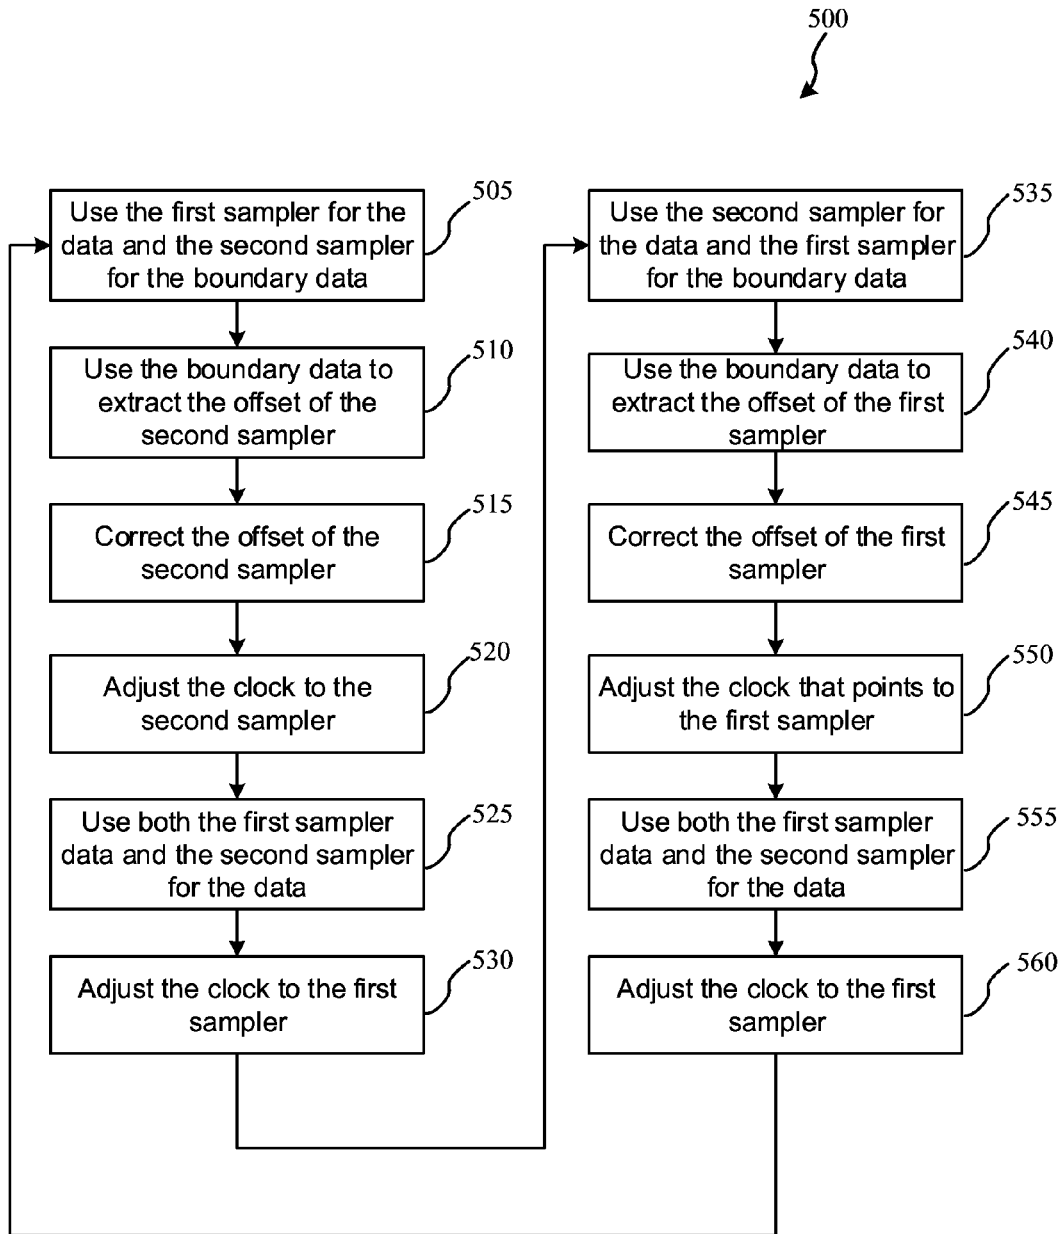 500
Use the first sampler for the
data and the second sampler
for the boundary data
505
Use the boundary data to
extract the offset of the
second sampler
510
Correct the offset of the
second sampler
515
Adjust the clock to the
second sampler
520
Use both the first sampler
data and the second sampler
for the data
525
Adjust the clock to the first
sampler
530
Use the second sampler for
the data and the first sampler
for the boundary data
535
Use the boundary data to
extract the offset of the first
sampler
540
Correct the offset of the first
sampler
545
Adjust the clock that points to
the first sampler
550
Use both the first sampler
data and the second sampler
for the data
555
Adjust the clock to the first
sampler
560